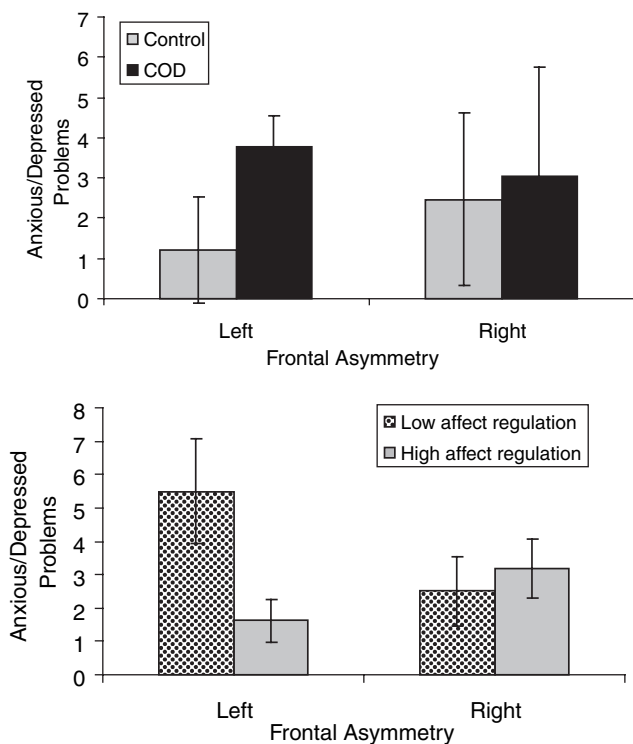 Control
COD
7
6
5
4
3
2
1
0
Anxious/Depressed
Problems
Left
Right
Frontal Asymmetry
Low affect regulation
High affect regulation
8
7
6
5
4
3
2
1
0
Anxious/Depressed
Problems
Left
Right
Frontal Asymmetry